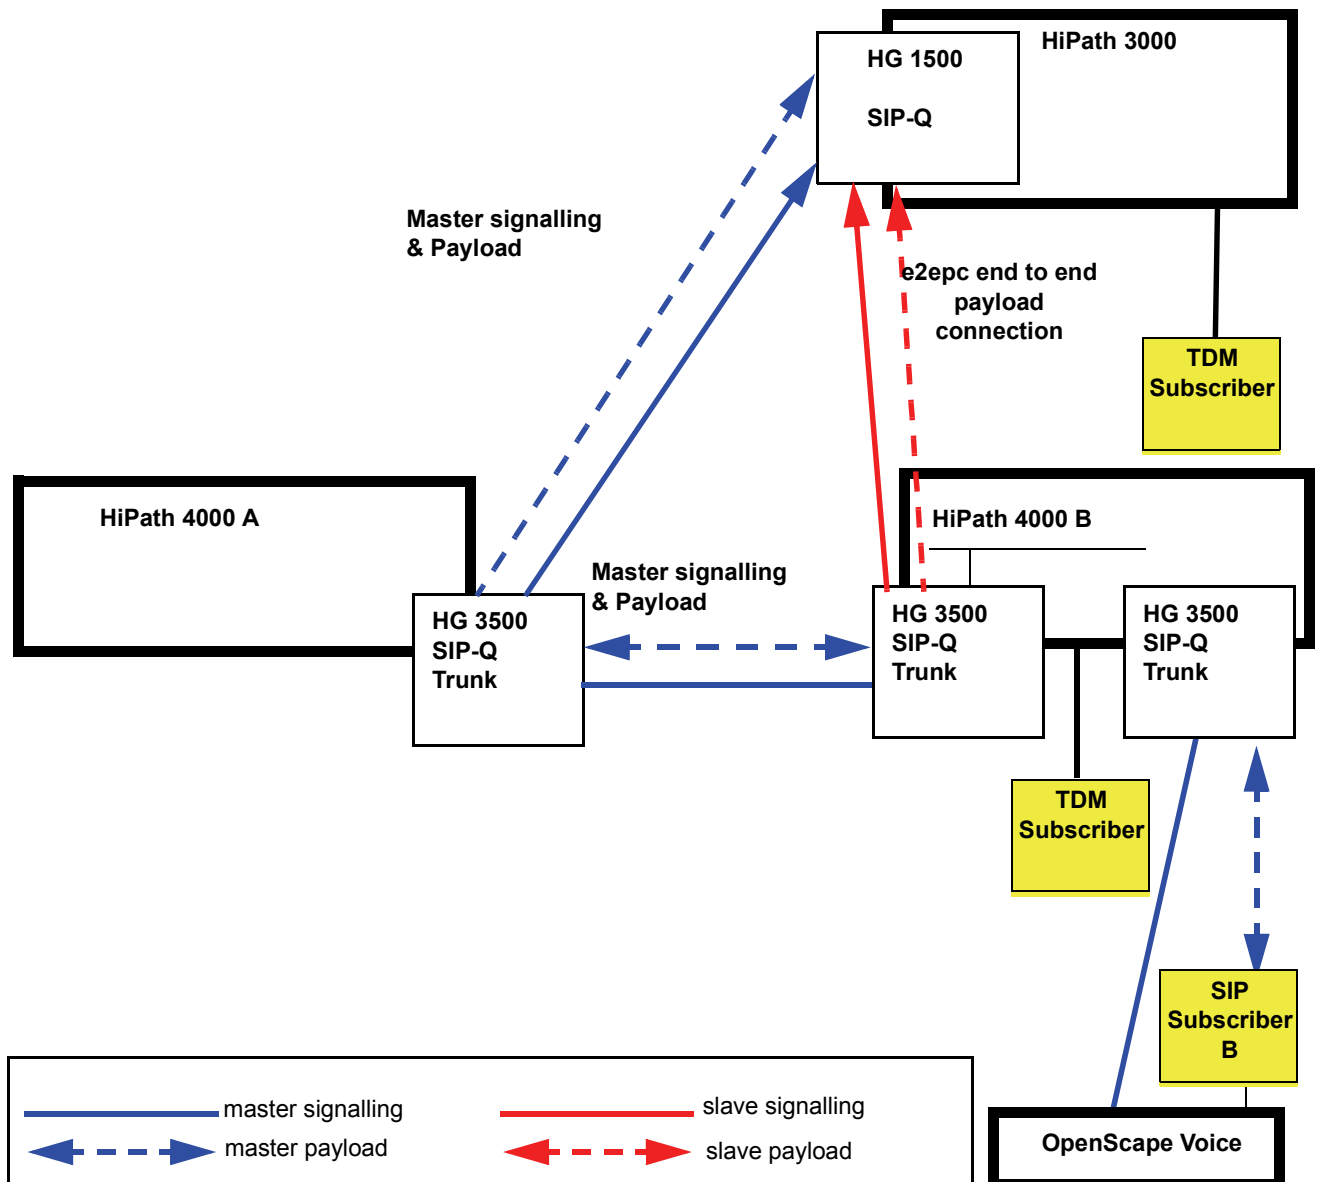 HiPath 3000
HG 1500
SIP-Q
Master signalling
& Payload
e2epc end to end
payload
connection
TDM
Subscriber
HiPath 4000 A
HiPath 4000 B
Master signalling
& Payload
HG 3500
SIP-Q
Trunk
HG 3500
SIP-Q
Trunk
HG 3500
SIP-Q
Trunk
TDM
Subscriber
SIP
Subscriber
B
master signalling
slave signalling
master payload
slave payload
OpenScape Voice